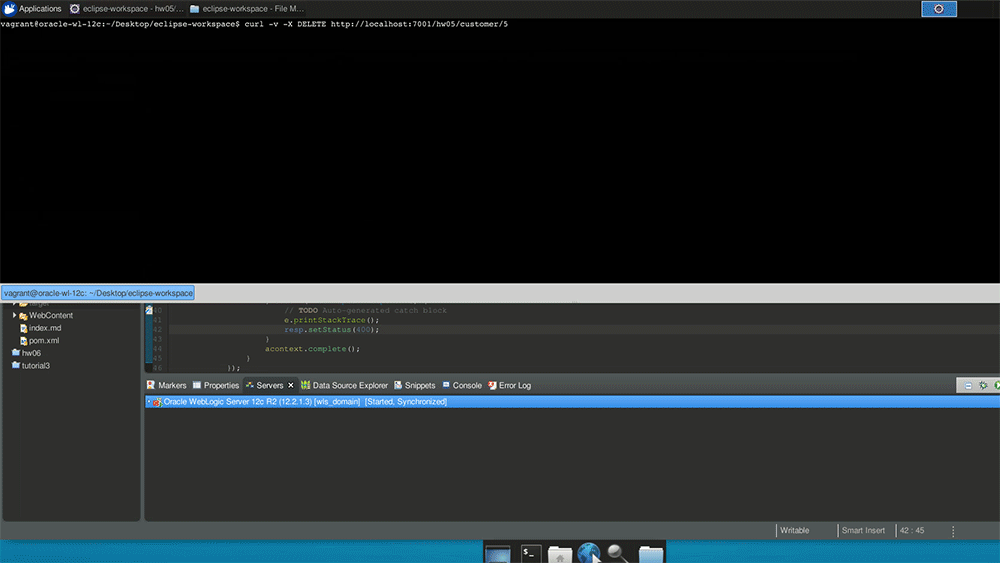 Applications eclipse-workspace - hw05/... eclipse-workspace - File M...
vagrant@oracle-wl-12c:~/Desktop/eclipse-workspace$ curl -v -X DELETE http://localhost:7001/hw05/customer/5
vagrant@oracle-wl-12c: ~/Desktop/eclipse-workspace
WebContent
index.md
pom.xml
hw06
tutorial3
40 // TODO Auto-generated catch block
41 e.printStackTrace();
42 resp.setStatus(400);
43 }
44 acontext.complete();
45 }
46 });
Markers Properties Servers Data Source Explorer Snippets Console Error Log
Oracle WebLogic Server 12c R2 (12.2.1.3) [wls_domain] [Started, Synchronized]
Writable Smart Insert 42 : 45